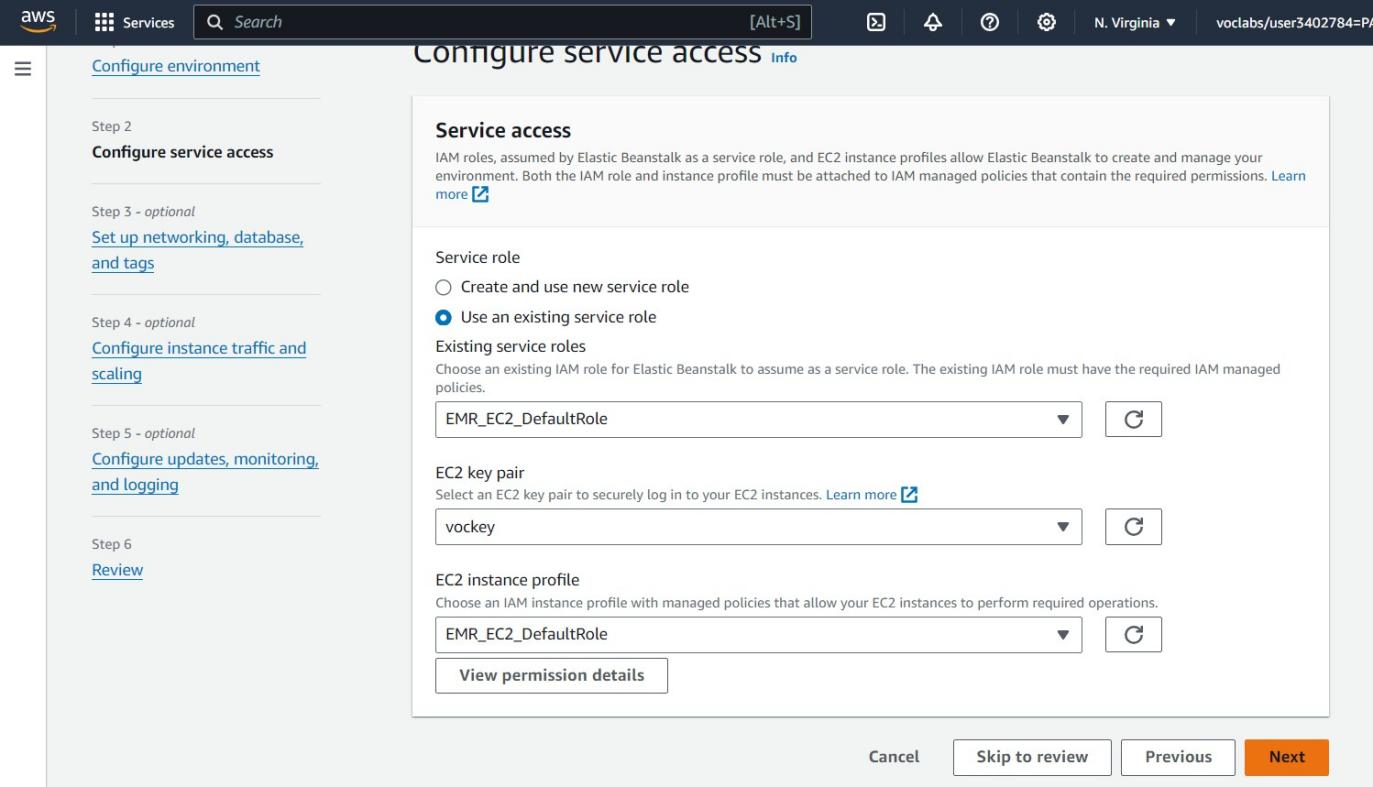 aws
Services
Search
[Alt+S]
N. Virginia
voclabs/user3402784=PA
Configure environment
Step 2
Configure service access
Step 3 - optional
Set up networking, database,
and tags
Step 4 - optional
Configure instance traffic and
scaling
Step 5 - optional
Configure updates, monitoring,
and logging
Step 6
Review
Configure service access Info
Service access
IAM roles, assumed by Elastic Beanstalk as a service role, and EC2 instance profiles allow Elastic Beanstalk to create and manage your
environment. Both the IAM role and instance profile must be attached to IAM managed policies that contain the required permissions. Learn
more
Service role
Create and use new service role
Use an existing service role
Existing service roles
Choose an existing IAM role for Elastic Beanstalk to assume as a service role. The existing IAM role must have the required IAM managed
policies.
EMR_EC2_DefaultRole
EC2 key pair
Select an EC2 key pair to securely log in to your EC2 instances. Learn more
vockey
EC2 instance profile
Choose an IAM instance profile with managed policies that allow your EC2 instances to perform required operations.
EMR_EC2_DefaultRole
View permission details
Cancel
Skip to review
Previous
Next